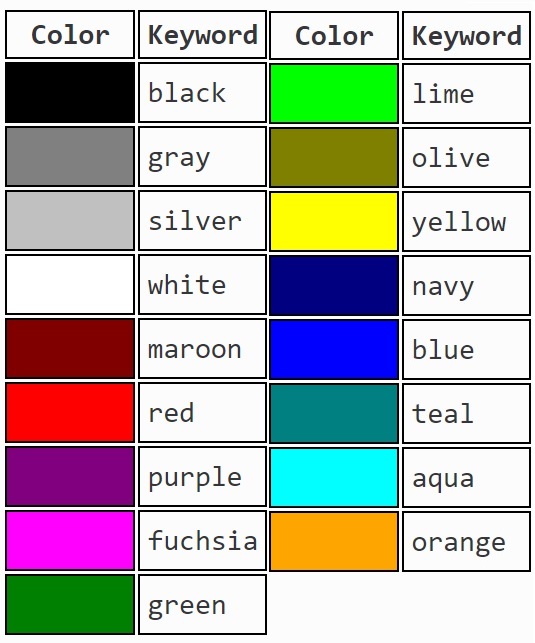 Color Keyword Color Keyword
black lime
gray olive
silver yellow
white navy
maroon blue
red teal
purple aqua
fuchsia orange
green